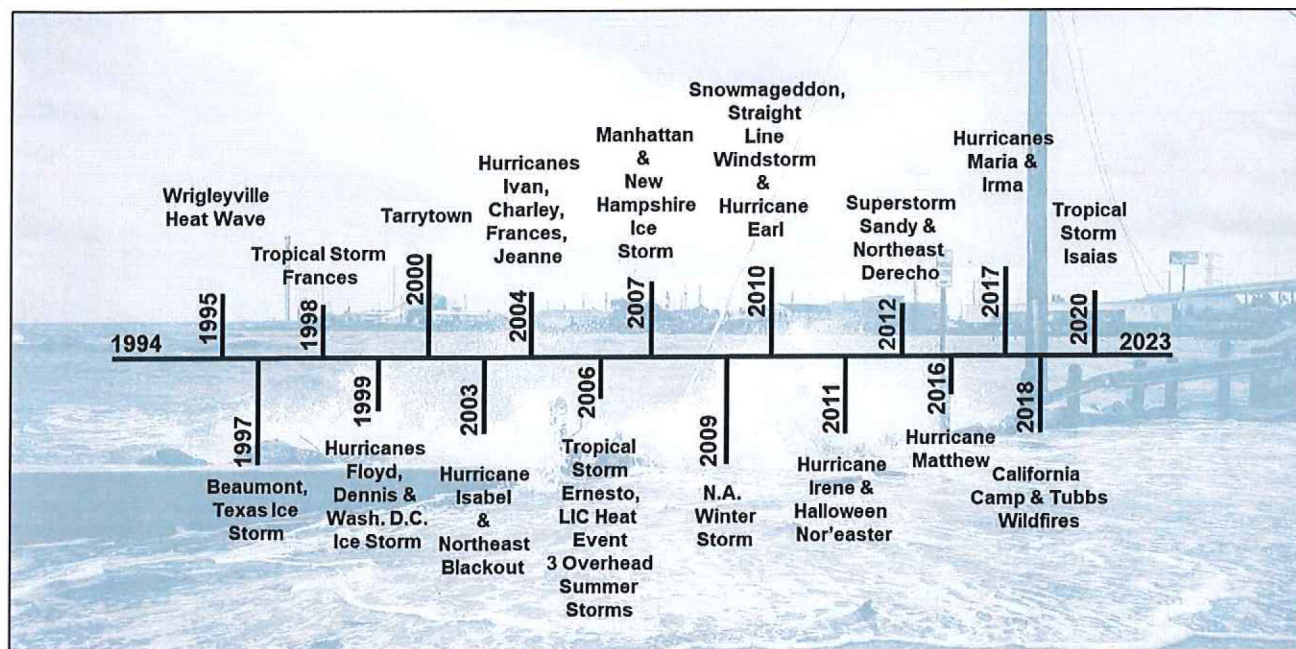 1994
1995
Wrigleyville
Heat Wave
1997
Beaumont,
Texas Ice
Storm
1998
Tropical Storm
Frances
1999
Hurricanes
Floyd,
Dennis &
Wash. D.C.
Ice Storm
2000
Tarrytown
2003
Hurricane
Isabel
&
Northeast
Blackout
2004
Hurricanes
Ivan,
Charley,
Frances,
Jeanne
2006
Tropical
Storm
Ernesto,
LIC Heat
Event
3 Overhead
Summer
Storms
2007
Manhattan
&
New
Hampshire
Ice
Storm
2009
N.A.
Winter
Storm
2010
Snowmageddon,
Straight
Line
Windstorm
&
Hurricane
Earl
2011
Hurricane
Irene &
Halloween
Nor'easter
2012
Superstorm
Sandy &
Northeast
Derecho
2016
Hurricane
Matthew
2017
Hurricanes
Maria &
Irma
2018
California
Camp & Tubbs
Wildfires
2020
Tropical
Storm
Isaias
2023